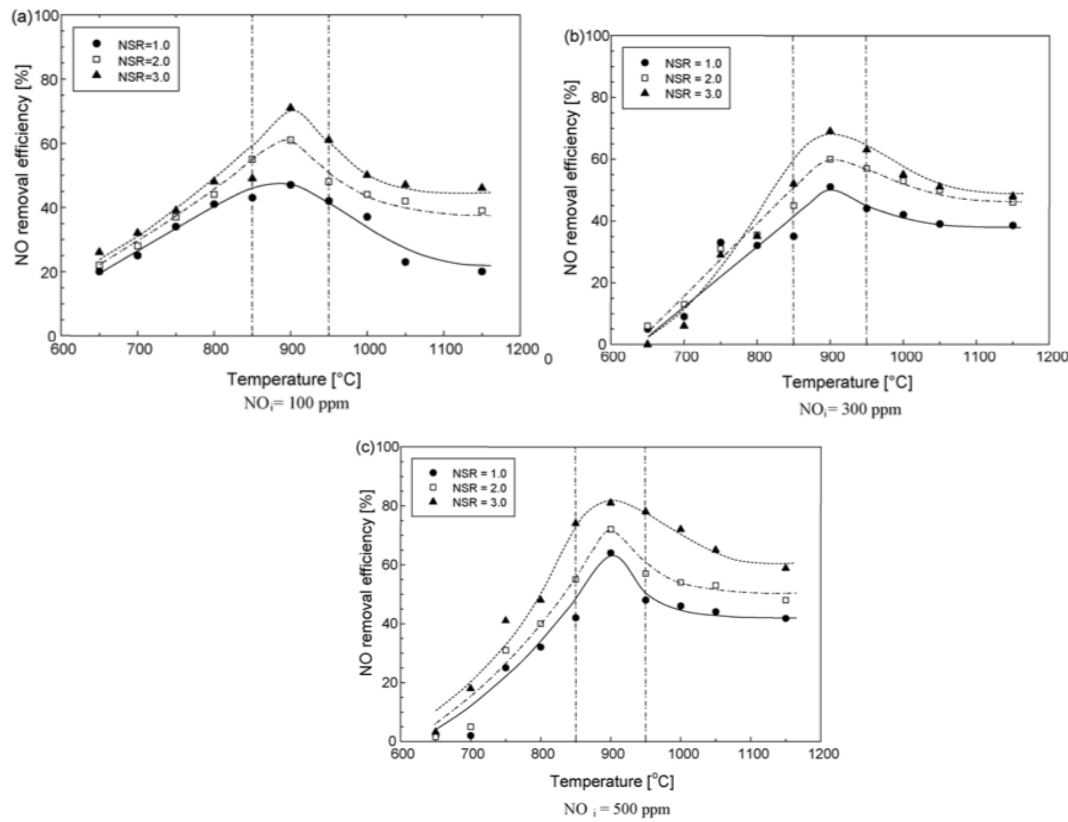 (a)
NO removal efficiency [%]
100
80
60
40
20
0
NSR=1.0
NSR=2.0
NSR=3.0
600 700 800 900 1000 1100 1200
Temperature [°C]
NOi= 100 ppm
(b)
NO removal efficiency [%]
100
80
60
40
20
0
0
NSR = 1.0
NSR = 2.0
NSR = 3.0
600 700 800 900 1000 1100 1200
Temperature [°C]
NOi= 300 ppm
(c)
NO removal efficiency [%]
100
80
60
40
20
0
NSR = 1.0
NSR = 2.0
NSR = 3.0
600 700 800 900 1000 1100 1200
Temperature [°C]
NO i = 500 ppm